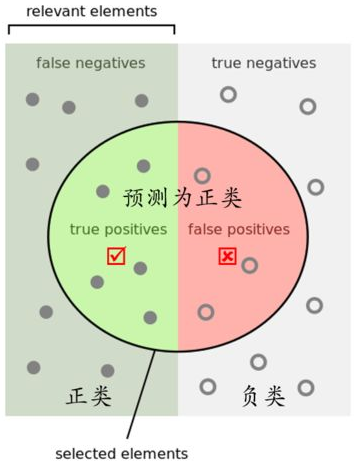 relevant elements
false negatives
true negatives
预测为正类
true positives
false positives
正类
负类
selected elements